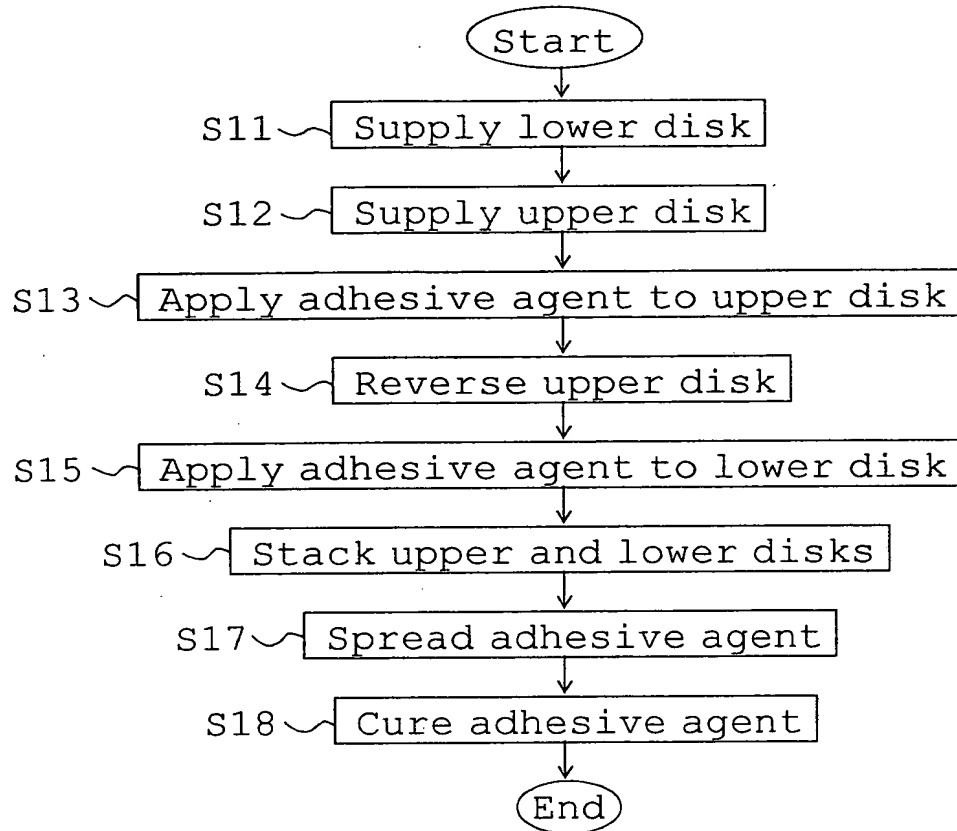 Start
S11 Supply lower disk
S12 Supply upper disk
S13 Apply adhesive agent to upper disk
S14 Reverse upper disk
S15 Apply adhesive agent to lower disk
S16 Stack upper and lower disks
S17 Spread adhesive agent
S18 Cure adhesive agent
End